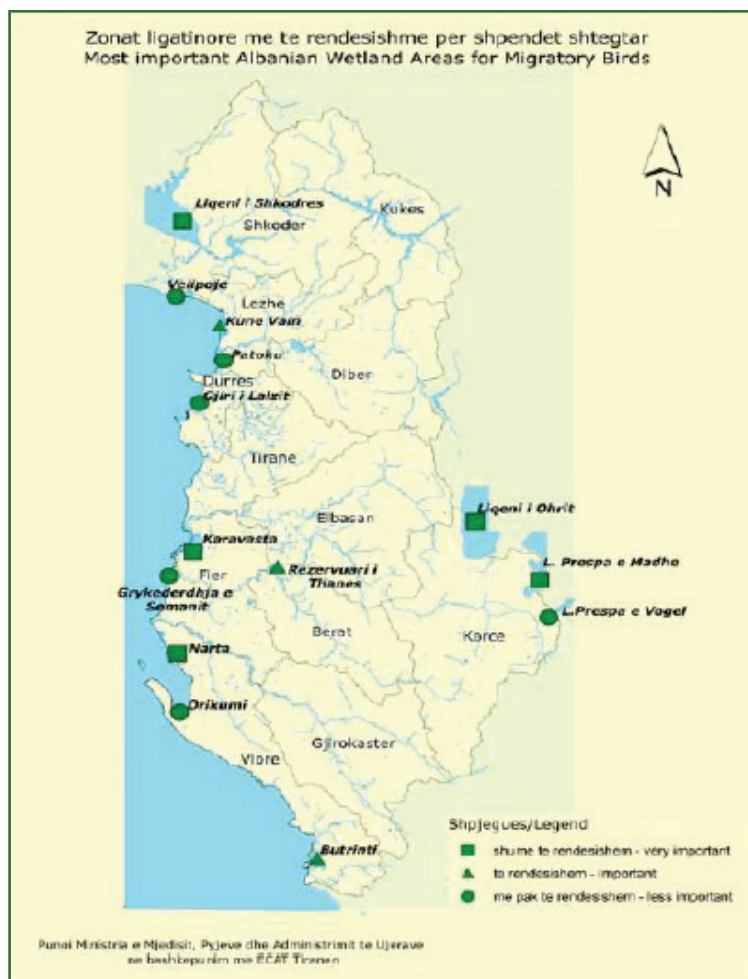 Zonat ligatinore me te rendesishme per shpendet shtegtar
Most important Albanian Wetland Areas for Migratory Birds
N
Liqeni i Shkodres
Shkoder
Kukes
Velipoje
Lezhe
Kune Vain
Patoku
Diber
Durres
Gjiri i Lalzit
Tirane
Liqeni i Ohrit
Elbasan
Karavasta
L. Prespa e Madhe
Rezervuari i
Thanes
Fier
Grykederdhja e
Semanit
L.Prespa e Vogel
Berat
Korce
Narta
Orikumi
Gjirokaster
Vlore
Butrinti
Shpjegues/Legend
shume te rendesishem - very important
te rendesishem - important
me pak te rendesishem - less important
Punoi Ministria e Mjedisit, Pyjeve dhe Administrimit te Ujerave
ne bashkepunim me ECAT Tiranen